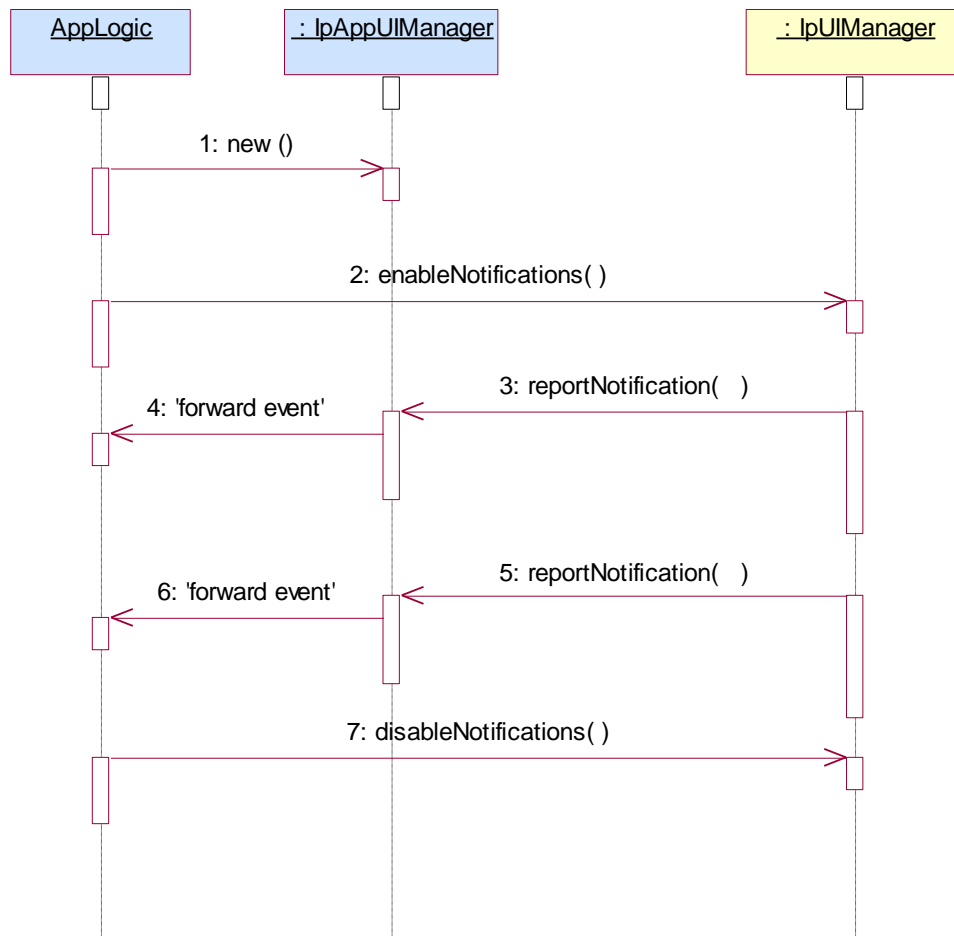 AppLogic
: IpAppUIManager
: IpUIManager
1: new ()
2: enableNotifications( )
3: reportNotification(   )
4: 'forward event'
5: reportNotification(   )
6: 'forward event'
7: disableNotifications( )